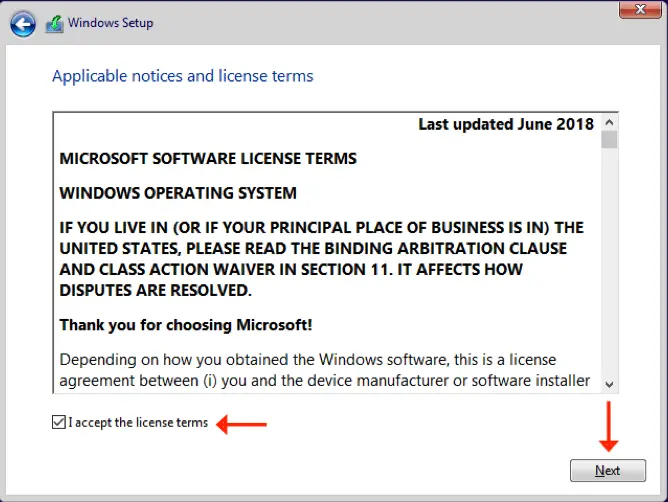 Windows Setup
Applicable notices and license terms
Last updated June 2018
MICROSOFT SOFTWARE LICENSE TERMS
WINDOWS OPERATING SYSTEM
IF YOU LIVE IN (OR IF YOUR PRINCIPAL PLACE OF BUSINESS IS IN) THE
UNITED STATES, PLEASE READ THE BINDING ARBITRATION CLAUSE
AND CLASS ACTION WAIVER IN SECTION 11. IT AFFECTS HOW
DISPUTES ARE RESOLVED.
Thank you for choosing Microsoft!
Depending on how you obtained the Windows software, this is a license
agreement between (i) you and the device manufacturer or software installer
I accept the license terms
Next